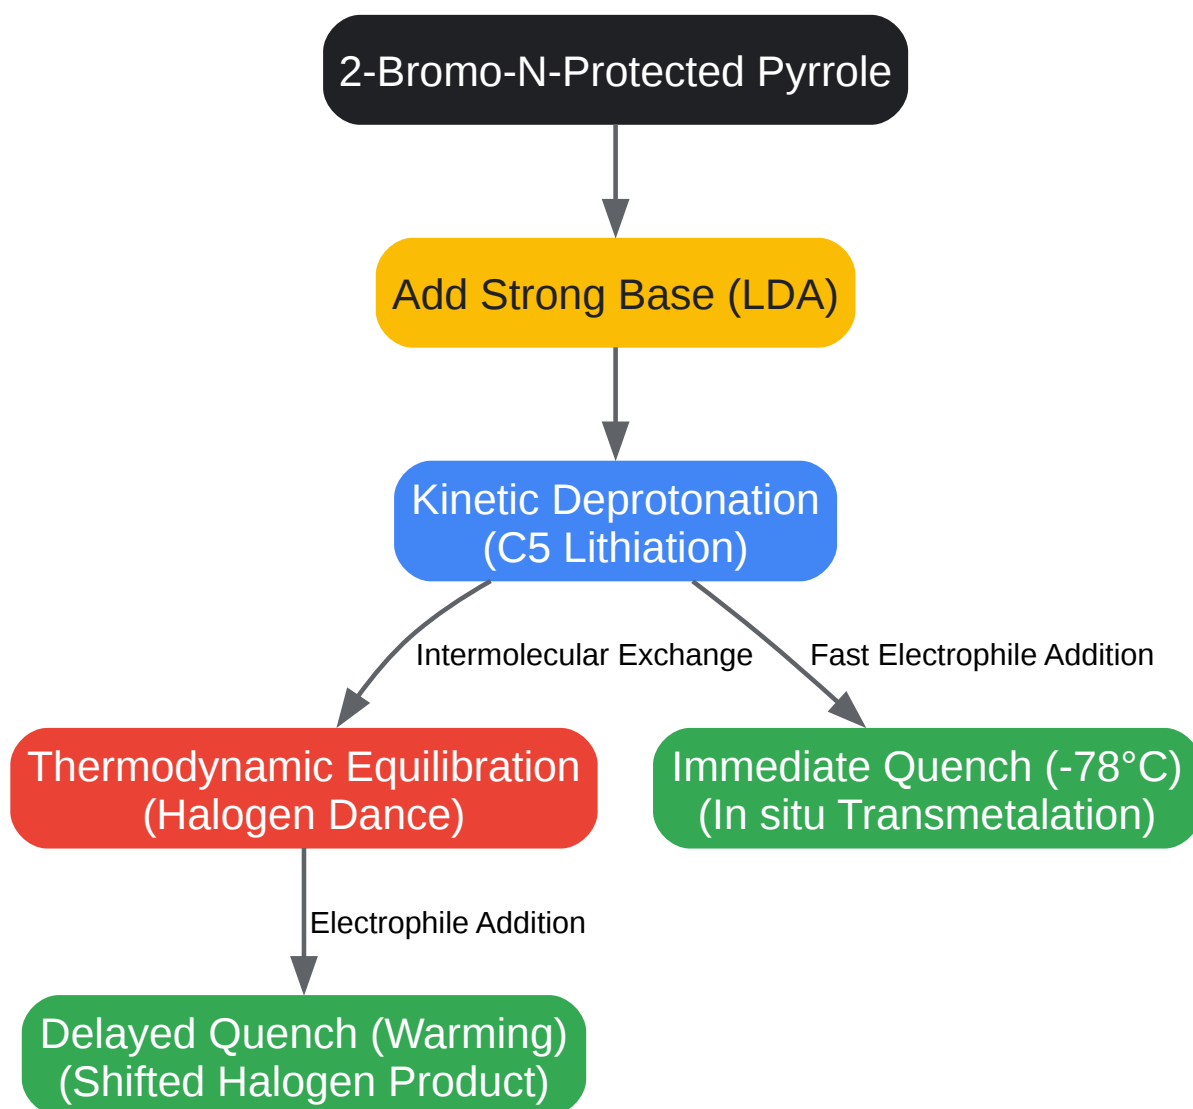 2-Bromo-N-Protected Pyrrole
Add Strong Base (LDA)
Kinetic Deprotonation
(C5 Lithiation)
Intermolecular Exchange
Fast Electrophile Addition
Thermodynamic Equilibration
(Halogen Dance)
Immediate Quench (-78°C)
(In situ Transmetalation)
Electrophile Addition
Delayed Quench (Warming)
(Shifted Halogen Product)